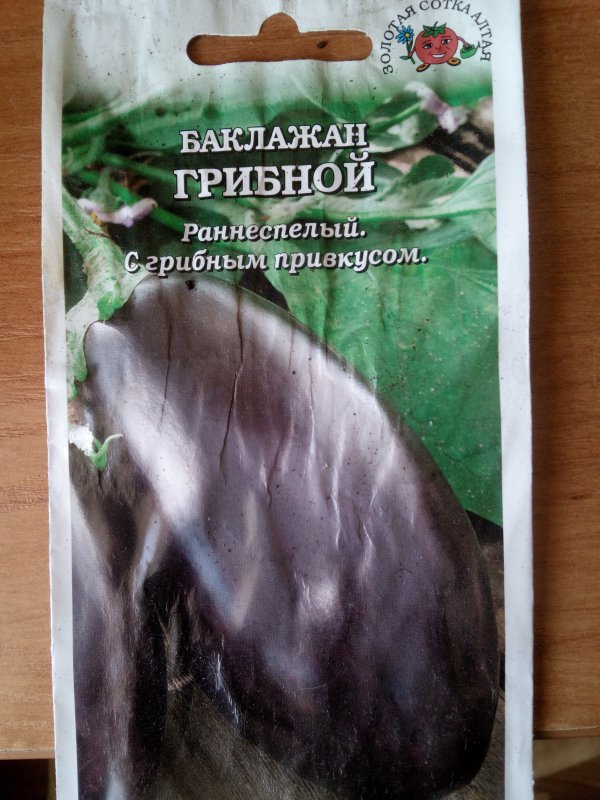 ЗОЛОТАЯ СОТКА АЛТАЯ
БАКЛАЖАН
ГРИБНОЙ
Раннеспелый.
С грибным привкусом.